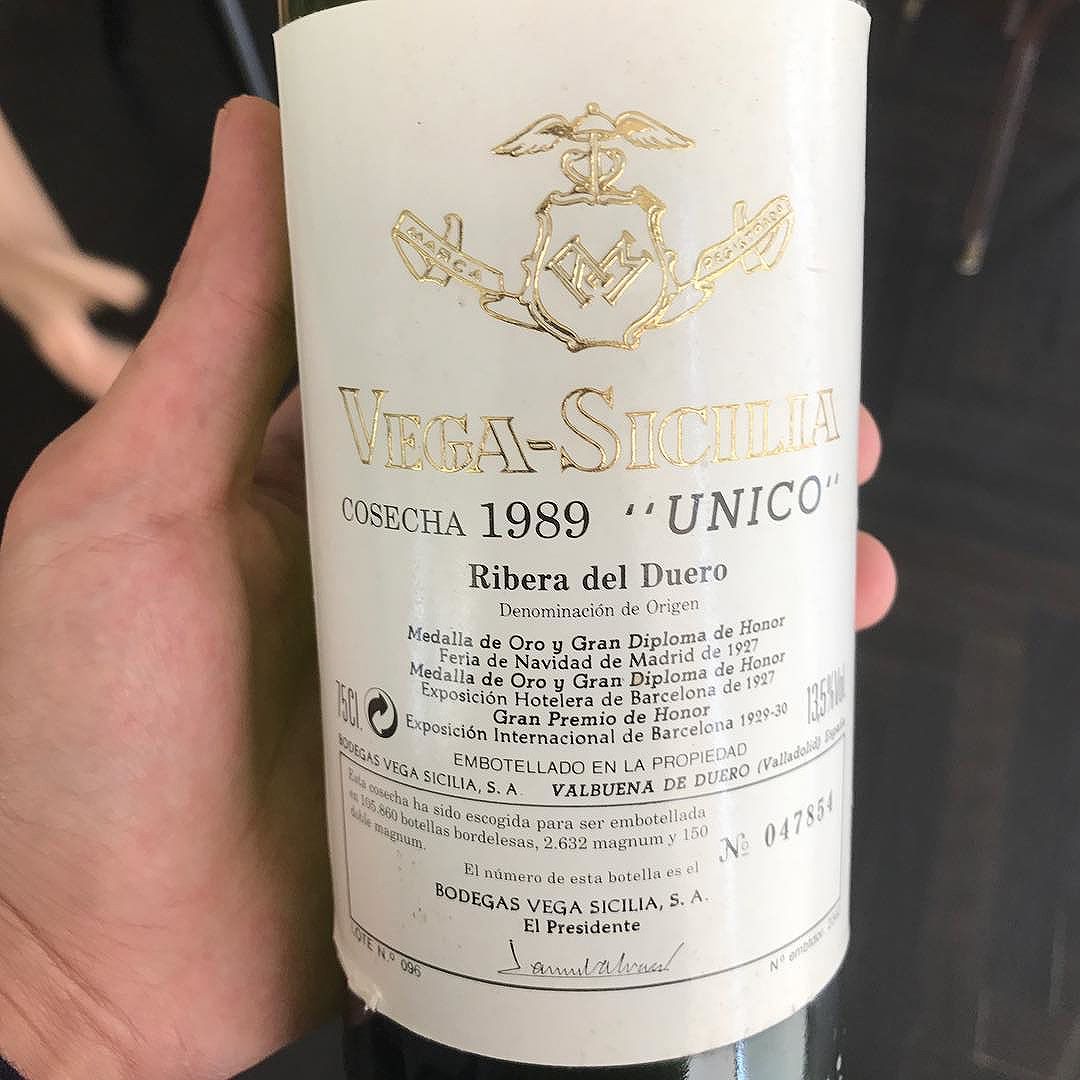 MARCA REGISTRADO
VEGA-SICILIA
COSECHA 1989 "UNICO"
Ribera del Duero
Denominación de Origen
Medalla de Oro y Gran Diploma de Honor
Feria de Navidad de Madrid de 1927
Medalla de Oro y Gran Diploma de Honor
Exposición Hotelera de Barcelona de 1927
Gran Premio de Honor
Exposición Internacional de Barcelona 1929-30
75Cl.
13,5%Vol.
EMBOTELLADO EN LA PROPIEDAD
BODEGAS VEGA SICILIA, S. A. VALBUENA DE DUERO (Valladolid) España
Esta cosecha ha sido escogida para ser embotellada
en 105.860 botellas bordelesas, 2.632 magnum y 150
doble magnum.
Nº 047854
El número de esta botella es el
BODEGAS VEGA SICILIA, S. A.
El Presidente
LOTE N.º 096
Nº embtdor.